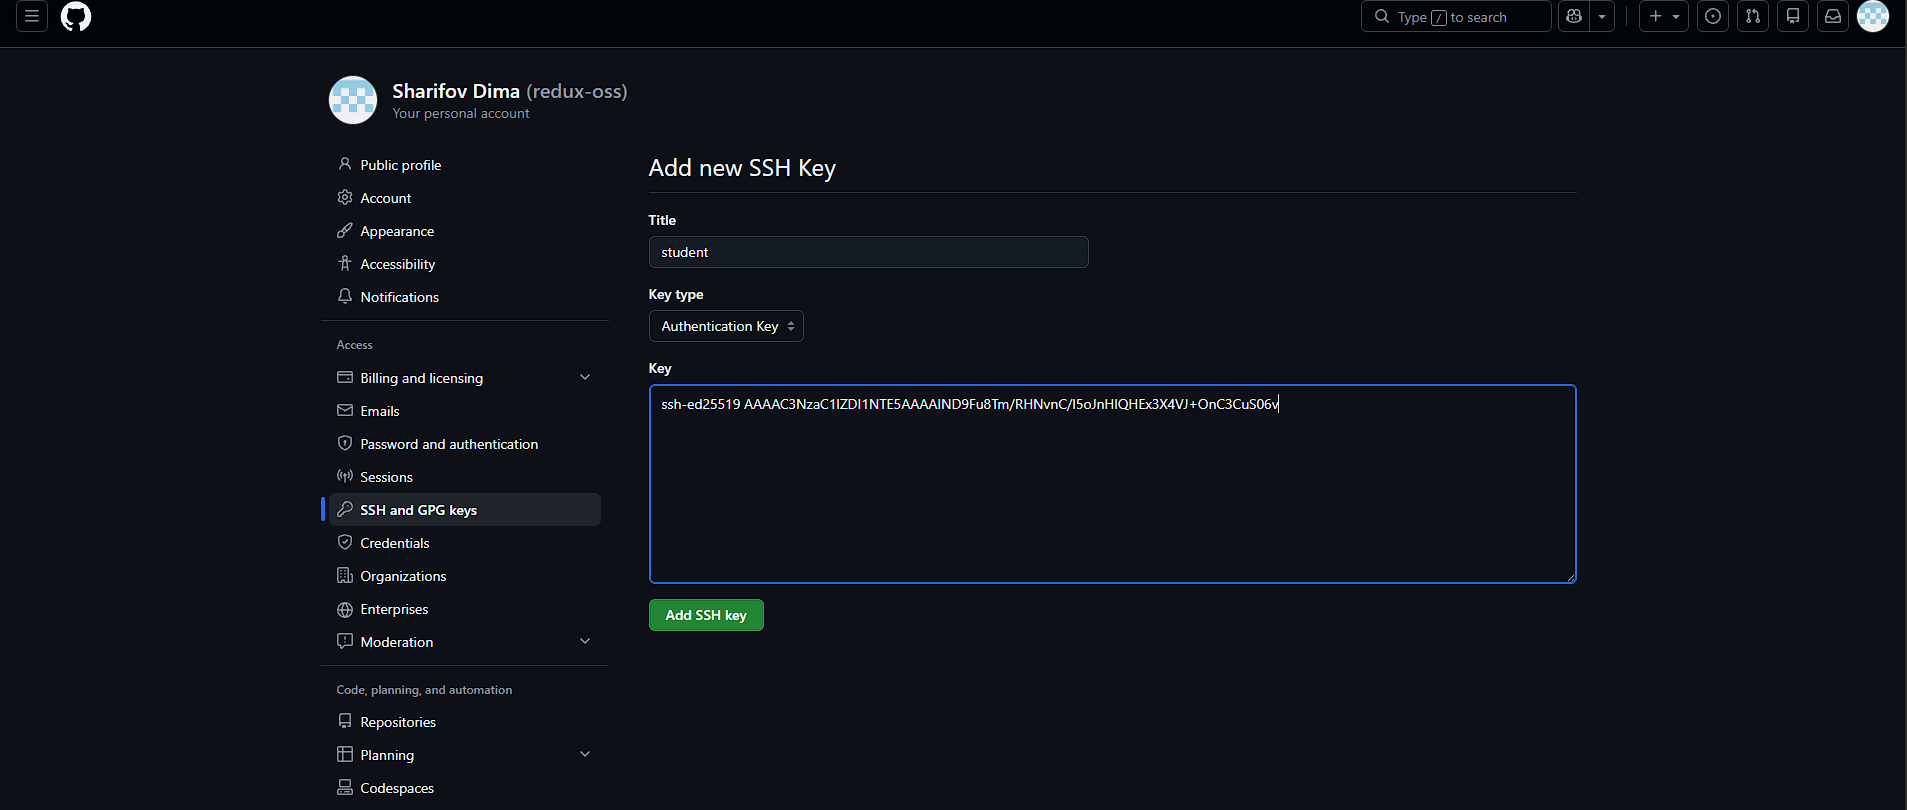 Type / to search
Sharifov Dima (redux-oss)
Your personal account
Public profile
Account
Appearance
Accessibility
Notifications
Access
Billing and licensing
Emails
Password and authentication
Sessions
SSH and GPG keys
Credentials
Organizations
Enterprises
Moderation
Code, planning, and automation
Repositories
Planning
Codespaces
Add new SSH Key
Title
student
Key type
Authentication Key
Key
ssh-ed25519 AAAAC3NzaC1lZDI1NTE5AAAAIND9Fu8Tm/RHNvnC/I5oJnHIQHEx3X4VJ+OnC3CuS06v
Add SSH key